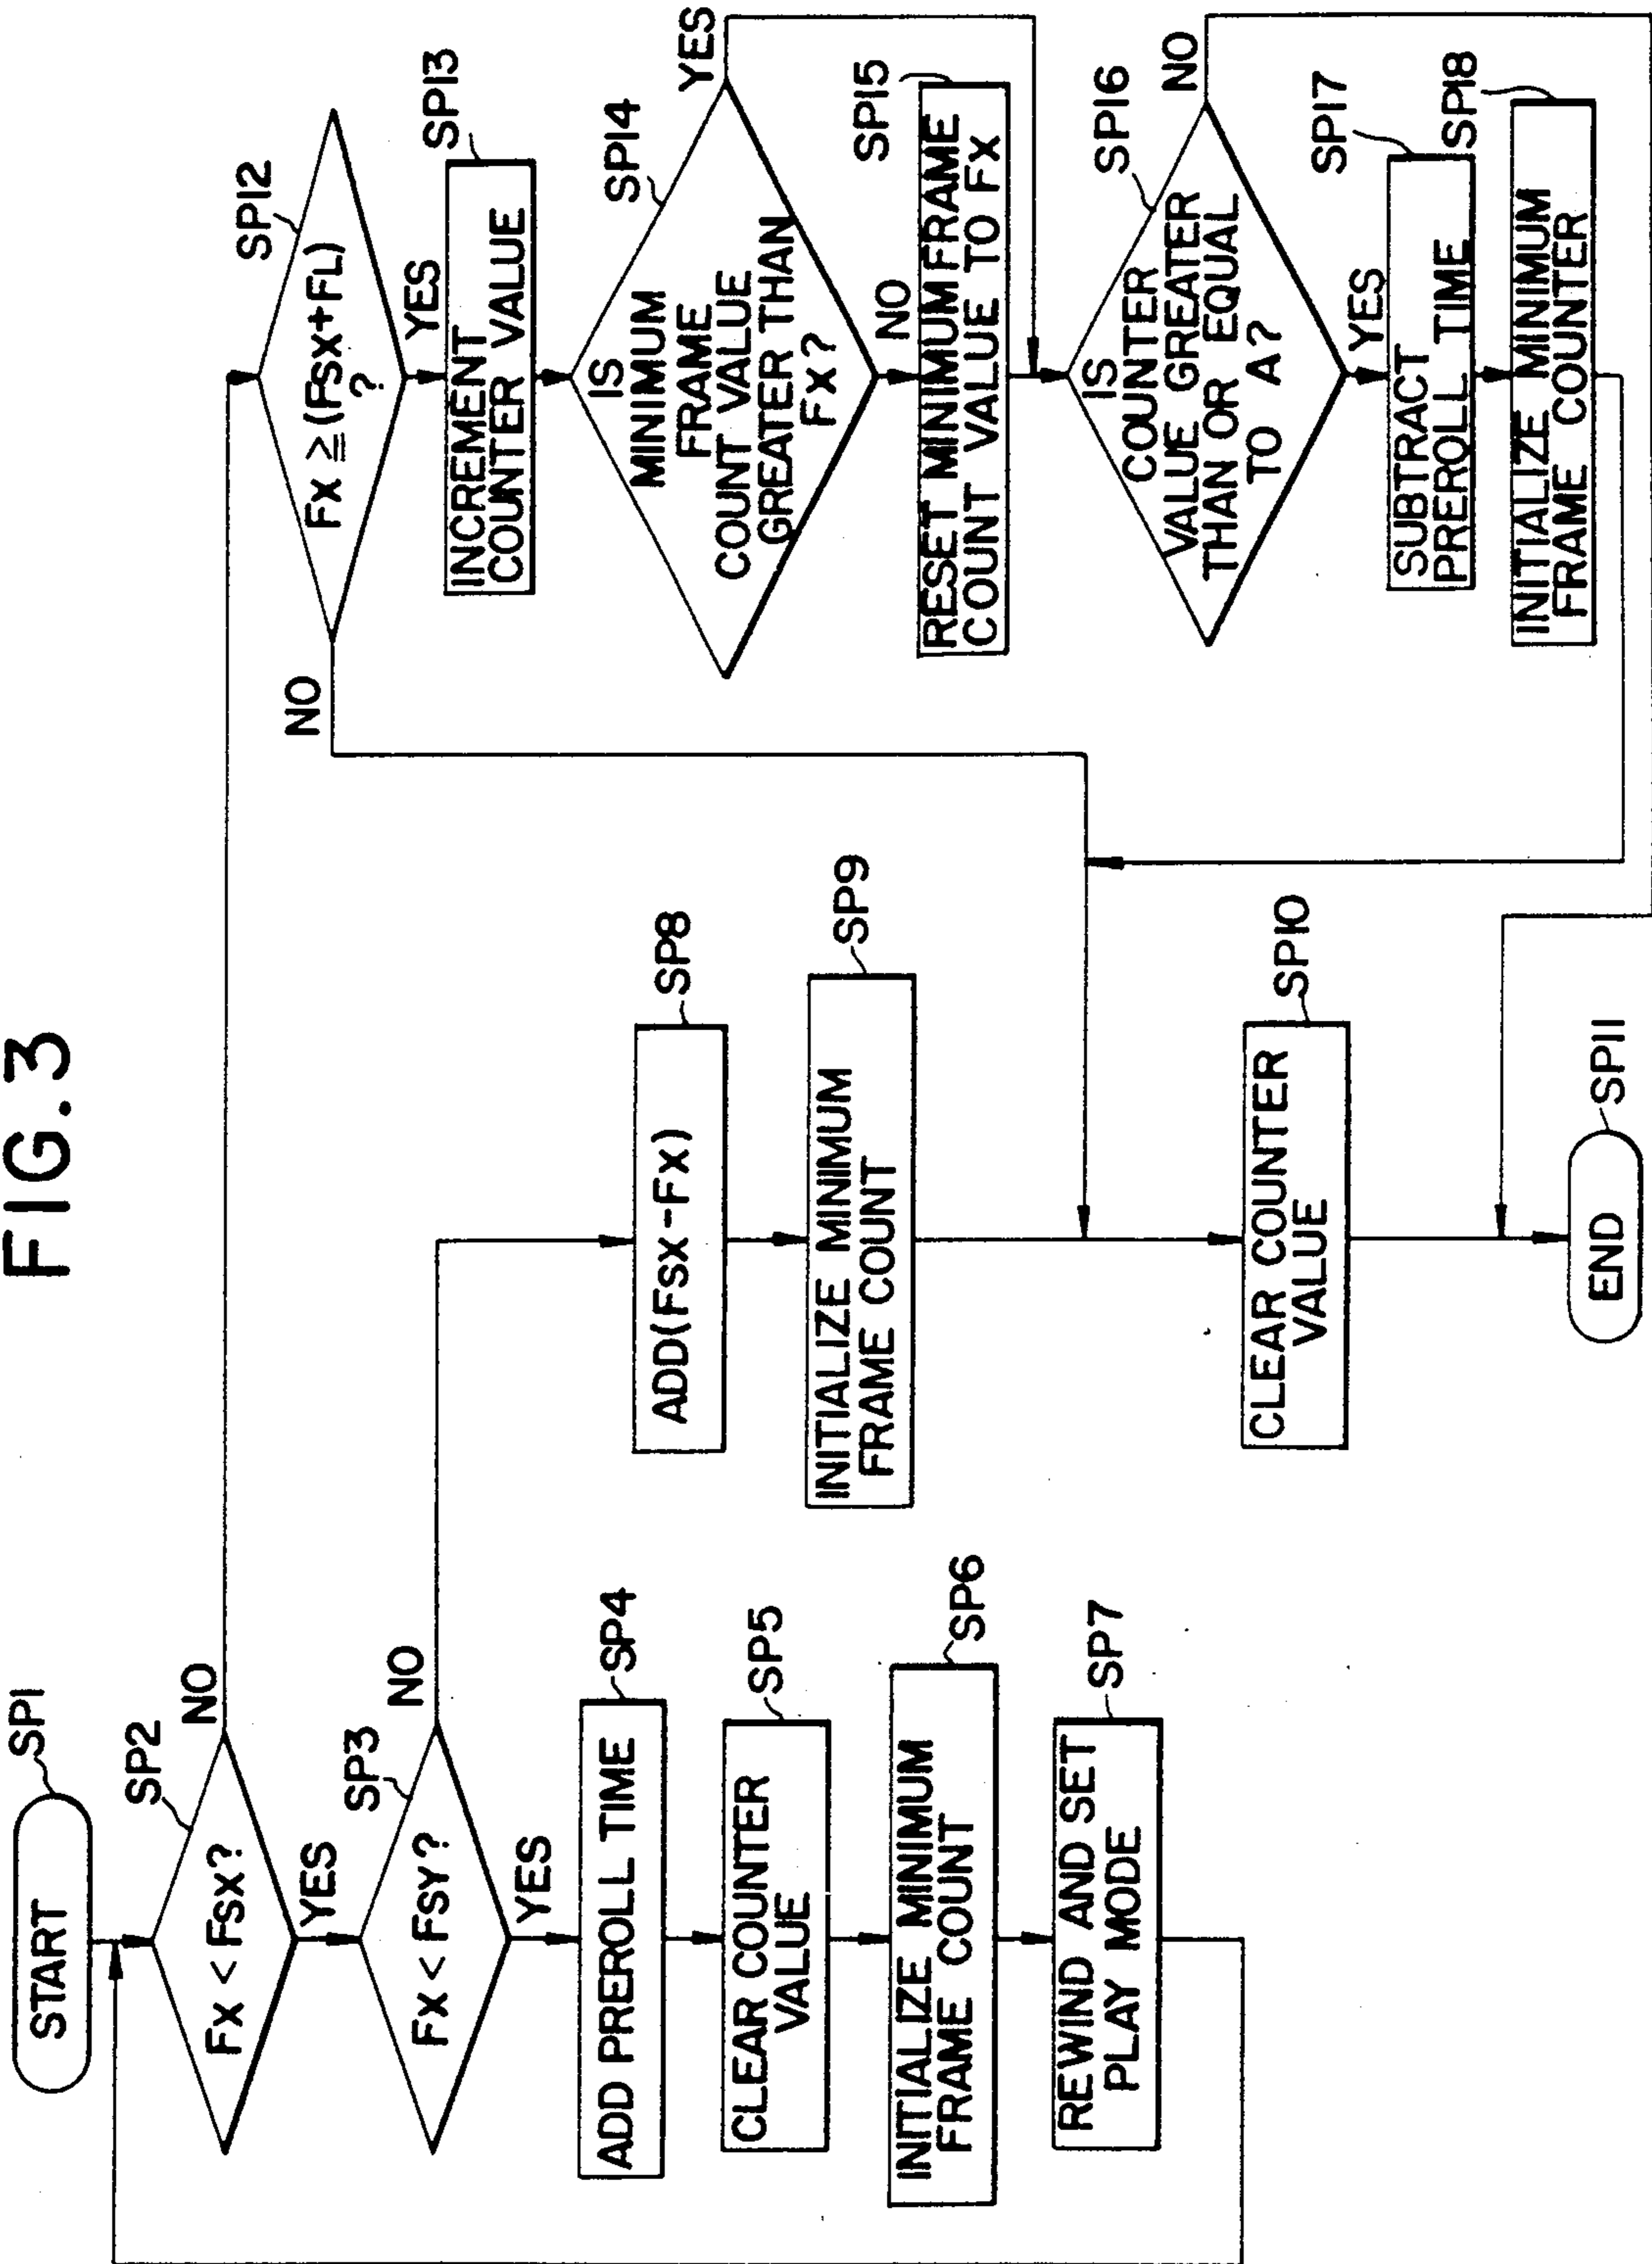 FIG. 3
START
SP1
FX < FSX?
SP2
NO
YES
FX < FSY?
SP3
NO
YES
ADD PREROLL TIME
SP4
CLEAR COUNTER
VALUE
SP5
INITIALIZE MINIMUM
FRAME COUNT
SP6
REWIND AND SET
PLAY MODE
SP7
ADD(FSX-FX)
SP8
INITIALIZE MINIMUM
FRAME COUNT
SP9
CLEAR COUNTER
VALUE
SP10
END
SP11
FX ≧ (FSX+FL)
?
SP12
NO
YES
INCREMENT
COUNTER VALUE
SP13
IS
MINIMUM
FRAME
COUNT VALUE
GREATER THAN
FX?
SP14
YES
NO
RESET MINIMUM FRAME
COUNT VALUE TO FX
SP15
IS
COUNTER
VALUE GREATER
THAN OR EQUAL
TO A?
SP16
NO
YES
SUBTRACT
PREROLL TIME
SP17
INITIALIZE MINIMUM
FRAME COUNTER
SP18